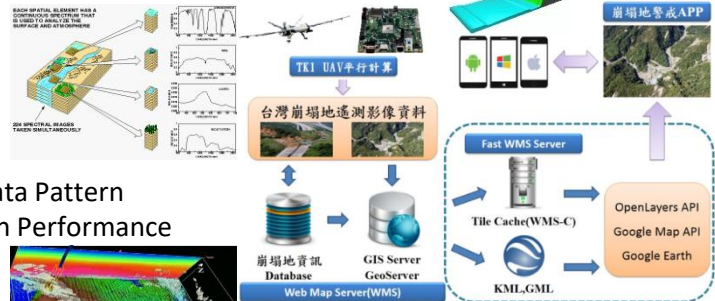 EACH SPATIAL ELEMENT HAS A
CONTINUOUS SPECTRUM THAT
IS USED TO ANALYZE THE
SURFACE AND ATMOSPHERE
224 SPECTRAL IMAGES
TAKEN SIMULTANEOUSLY
ata Pattern
n Performance
TK1 UAV平行計算
台灣崩塌地遙測影像資料
崩塌地資訊
Database
GIS Server
GeoServer
Web Map Server(WMS)
崩塌地警戒APP
Fast WMS Server
Tile Cache(WMS-C)
KML,GML
OpenLayers API
Google Map API
Google Earth